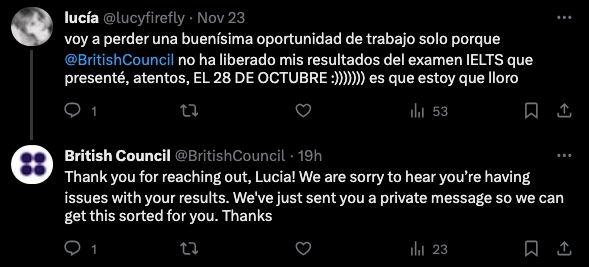 lucía @lucyfirefly · Nov 23
voy a perder una buenísima oportunidad de trabajo solo porque
@BritishCouncil no ha liberado mis resultados del examen IELTS que
presenté, atentos, EL 28 DE OCTUBRE :))))))) es que estoy que lloro
1 53
British Council @BritishCouncil · 19h
Thank you for reaching out, Lucia! We are sorry to hear you’re having
issues with your results. We've just sent you a private message so we can
get this sorted for you. Thanks
1 23